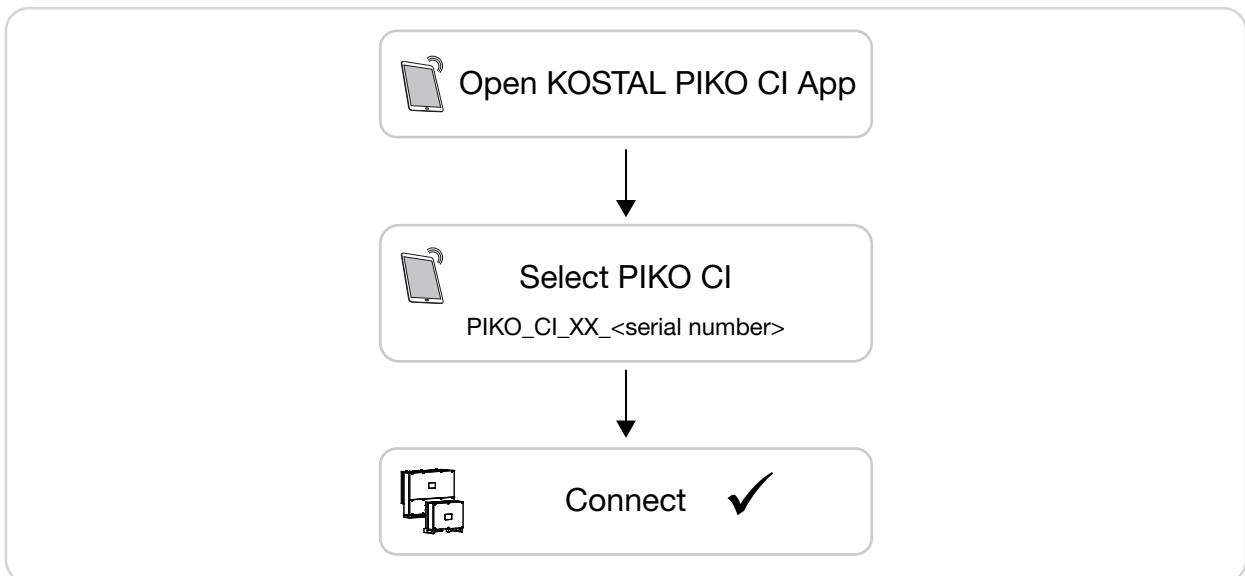 Open KOSTAL PIKO CI App
Select PIKO CI
PIKO_CI_XX_<serial number>
Connect